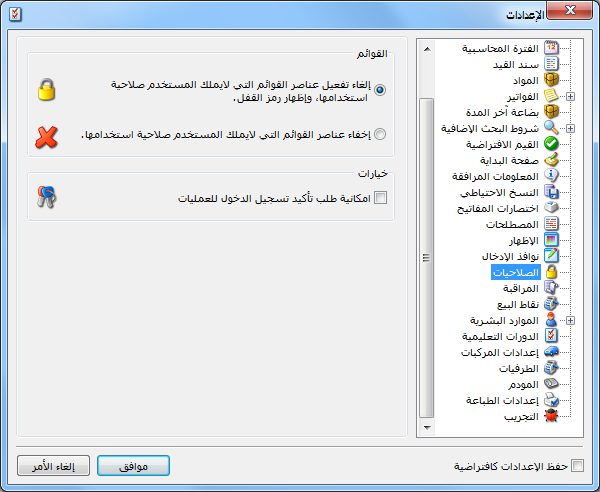 الإعدادات
الفترة المحاسبية
سند القيد
المواد
الفواتير
بضاعة آخر المدة
شروط البحث الإضافية
القيم الافتراضية
صفحة البداية
المعلومات المرافقة
النسخ الاحتياطي
اختصارات المفاتيح
المصطلحات
الإظهار
نوافذ الإدخال
الصلاحيات
المراقبة
نقاط البيع
الموارد البشرية
الدورات التعليمية
إعدادات المركبات
الطرفيات
المودم
إعدادات الطباعة
التجريب
القوائم
إلغاء تفعيل عناصر القوائم التي لايملك المستخدم صلاحية
استخدامها، وإظهار رمز القفل.
إخفاء عناصر القوائم التي لايملك المستخدم صلاحية استخدامها.
خيارات
امكانية طلب تأكيد تسجيل الدخول للعمليات
حفظ الإعدادات كافتراضية
موافق
إلغاء الأمر